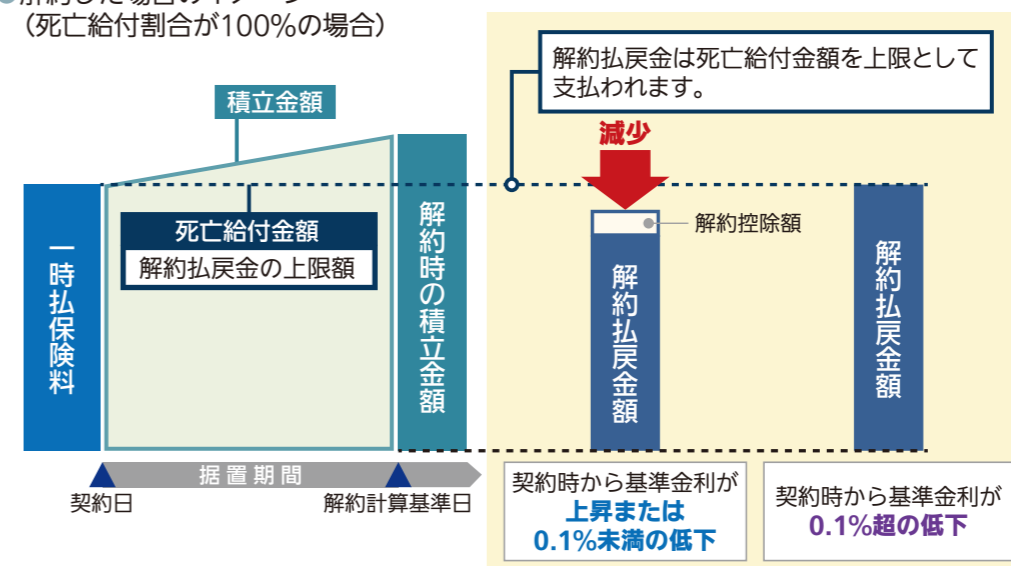 (死亡給付割合が100%の場合)
解約払戻金は死亡給付金額を上限として
支払われます。
積立金額
減少
死亡給付金額
解約払戻金の上限額
解約控除額
一時払保険料
解約時の積立金額
解約払戻金額
解約払戻金額
据置期間
契約日
解約計算基準日
契約時から基準金利が
上昇または
0.1%未満の低下
契約時から基準金利が
0.1%超の低下